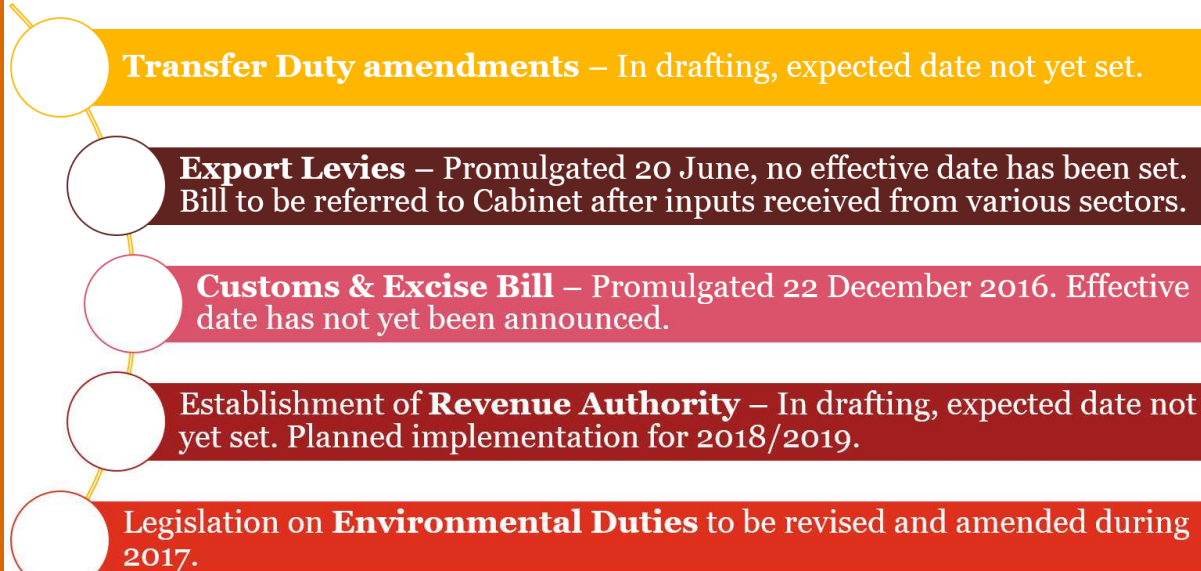 Transfer Duty amendments – In drafting, expected date not yet set.
Export Levies – Promulgated 20 June, no effective date has been set.
Bill to be referred to Cabinet after inputs received from various sectors.
Customs & Excise Bill – Promulgated 22 December 2016. Effective
date has not yet been announced.
Establishment of Revenue Authority – In drafting, expected date not
yet set. Planned implementation for 2018/2019.
Legislation on Environmental Duties to be revised and amended during
2017.